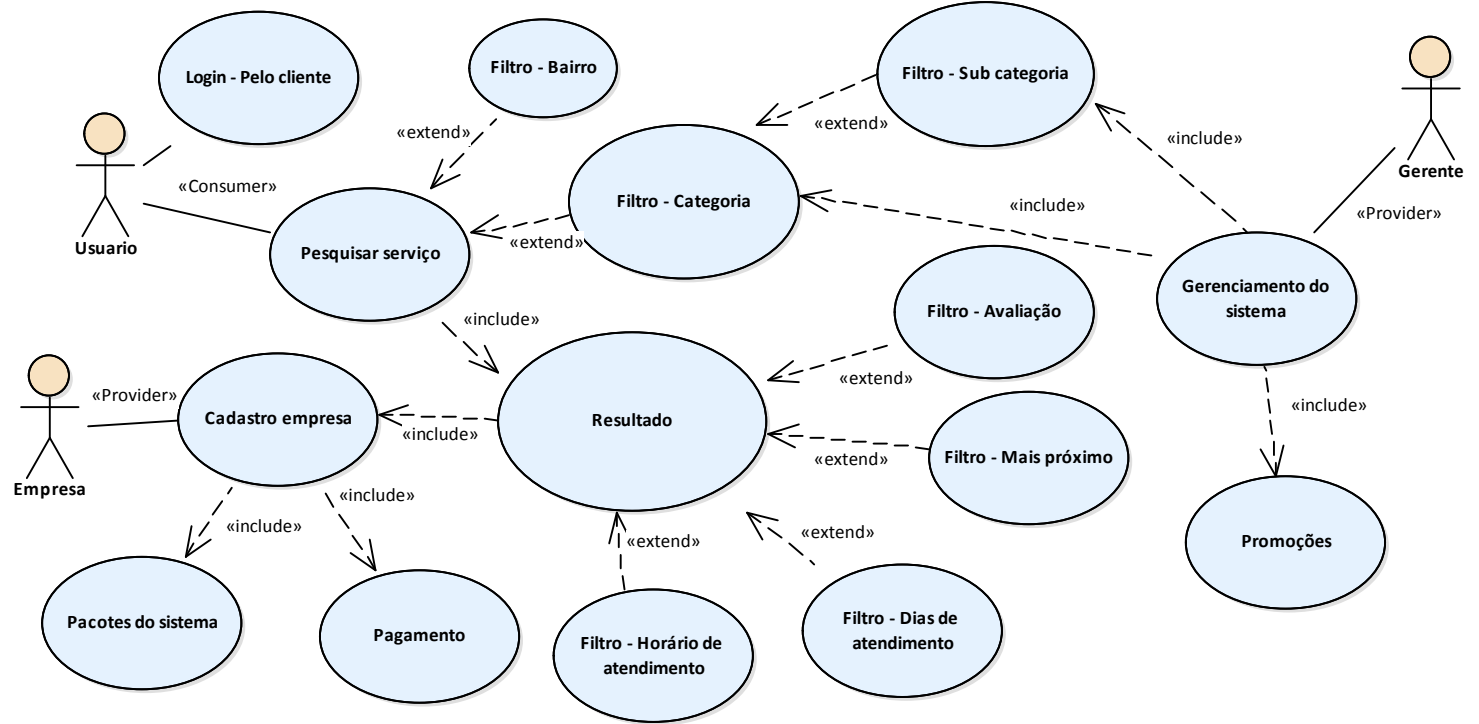 Login - Pelo cliente
Filtro - Bairro
Filtro - Sub categoria
«extend»
«extend»
«include»
Gerente
«Consumer»
Usuario
Filtro - Categoria
«include»
«Provider»
Pesquisar serviço
«extend»
Gerenciamento do
sistema
«include»
Filtro - Avaliação
«extend»
«Provider»
Cadastro empresa
«include»
Resultado
«include»
«extend»
Filtro - Mais próximo
Empresa
«include»
«include»
«extend»
«extend»
Promoções
Pacotes do sistema
Pagamento
Filtro - Horário de
atendimento
Filtro - Dias de
atendimento